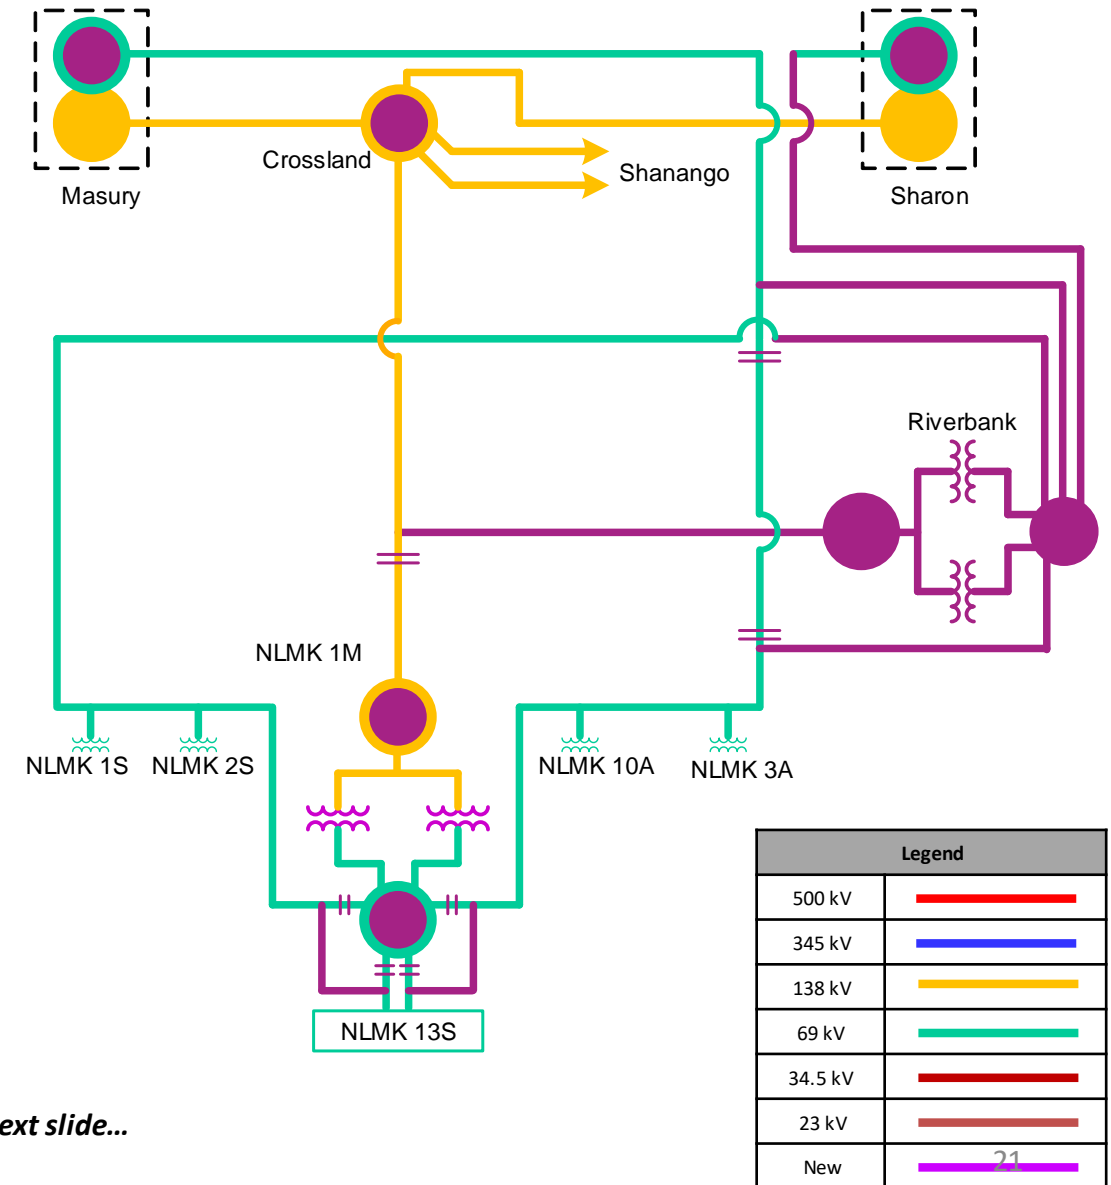 Masury
Crossland
Shanango
Sharon
Riverbank
NLMK 1M
NLMK 1S
NLMK 2S
NLMK 10A
NLMK 3A
NLMK 13S
Legend
500 kV
345 kV
138 kV
69 kV
34.5 kV
23 kV
New
ext slide…
21